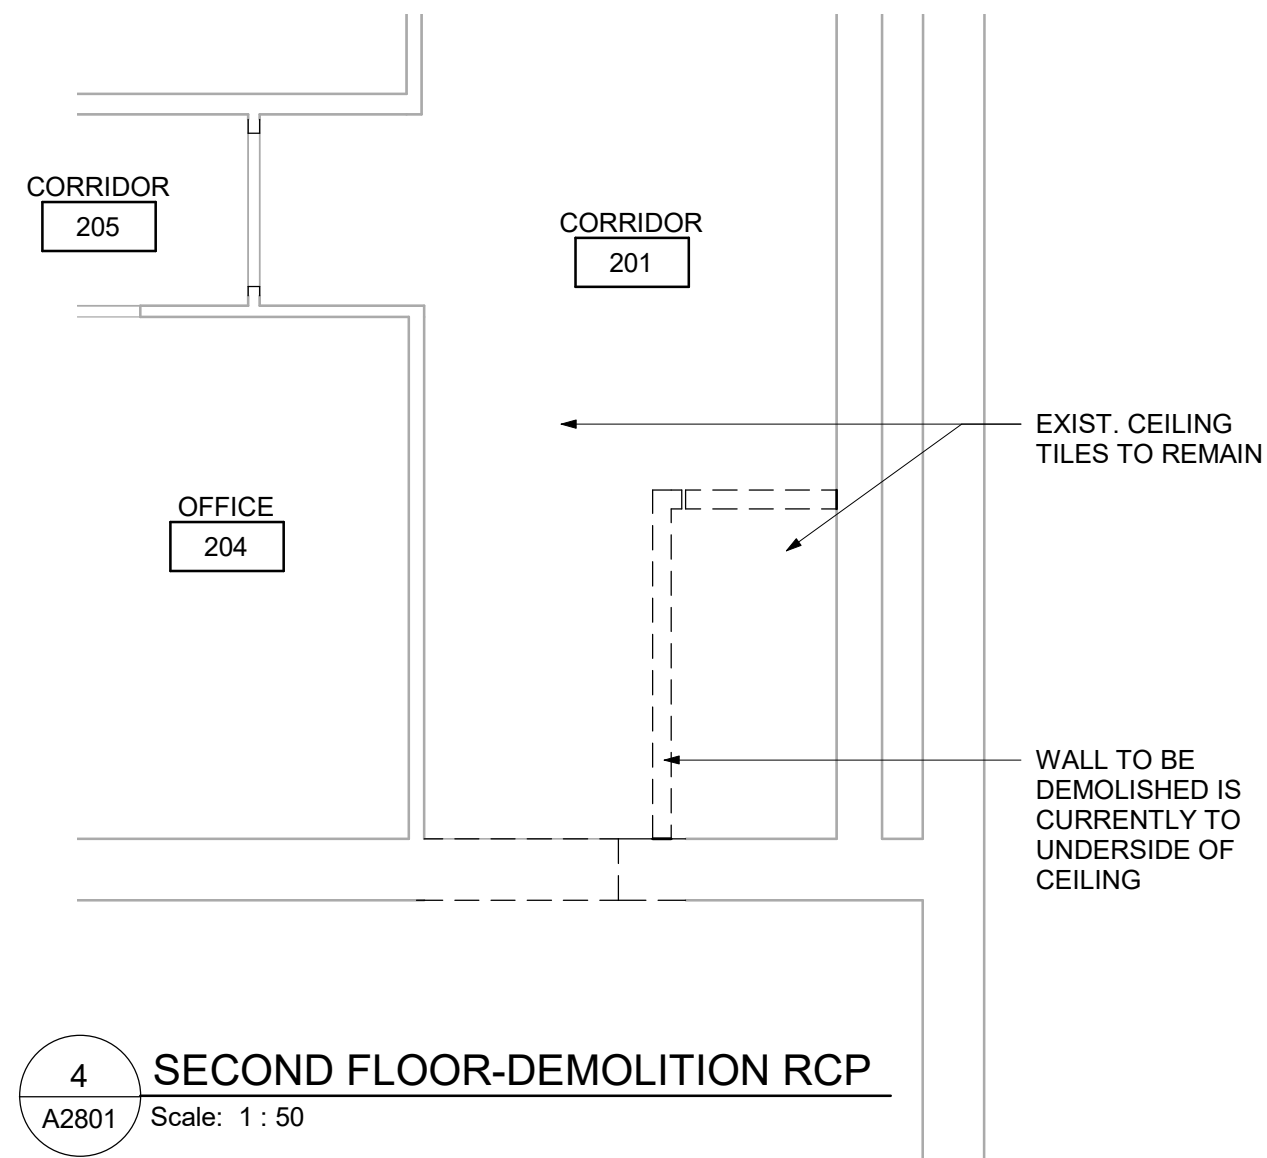 CORRIDOR
205
CORRIDOR
201
EXIST. CEILING
TILES TO REMAIN
OFFICE
204
WALL TO BE
DEMOLISHED IS
CURRENTLY TO
UNDERSIDE OF
CEILING
4
SECOND FLOOR-DEMOLITION RCP
A2801
Scale: 1 : 50